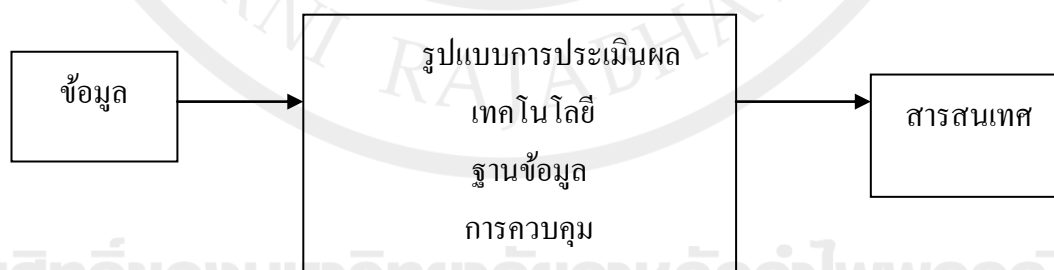 RNI RAJABHA
ข้อมูล
รูปแบบการประเมินผล
เทคโนโลยี
ฐานข้อมูล
การควบคุม
สารสนเทศ